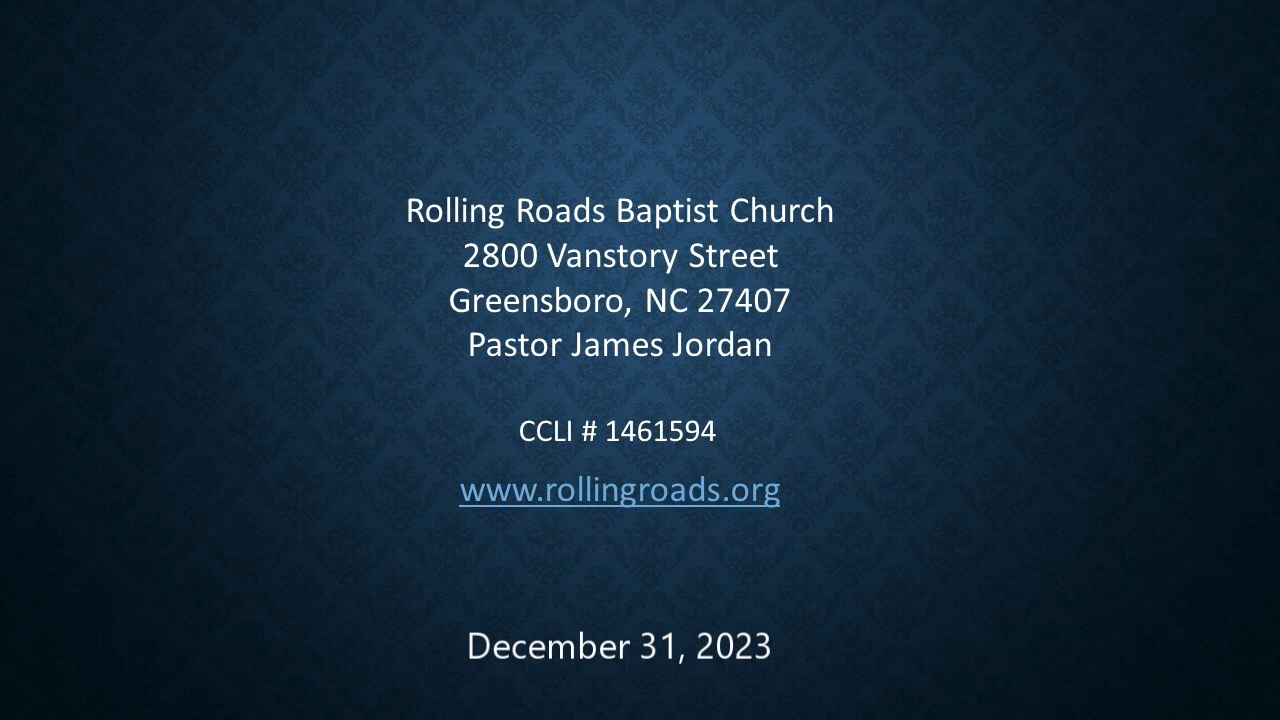 Rolling Roads Baptist Church
2800 Vanstory Street
Greensboro, NC 27407
Pastor James Jordan
CCLI # 1461594
www.rollingroads.org
December 31, 2023